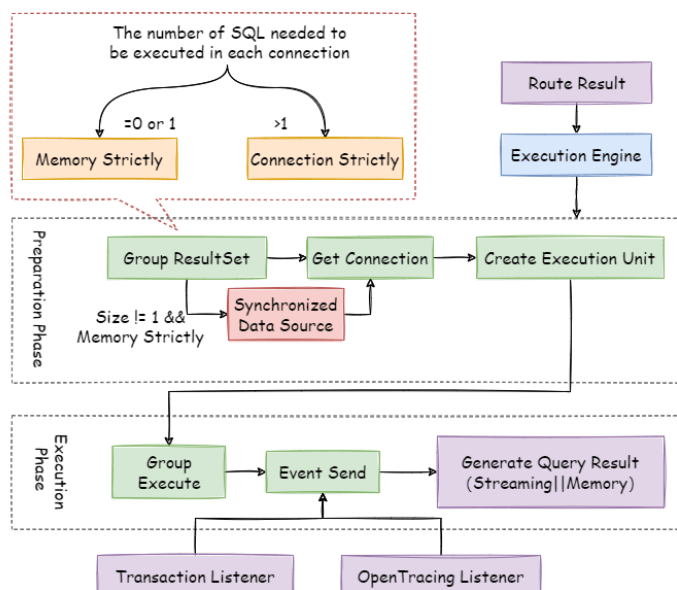 The number of SQL needed to
be executed in each connection
=0 or 1
>1
Memory Strictly
Connection Strictly
Route Result
Execution Engine
Preparation Phase
Group ResultSet
Get Connection
Create Execution Unit
Size != 1 &&
Memory Strictly
Synchronized
Data Source
Execution
Phase
Group
Execute
Event Send
Generate Query Result
(Streaming||Memory)
Transaction Listener
OpenTracing Listener